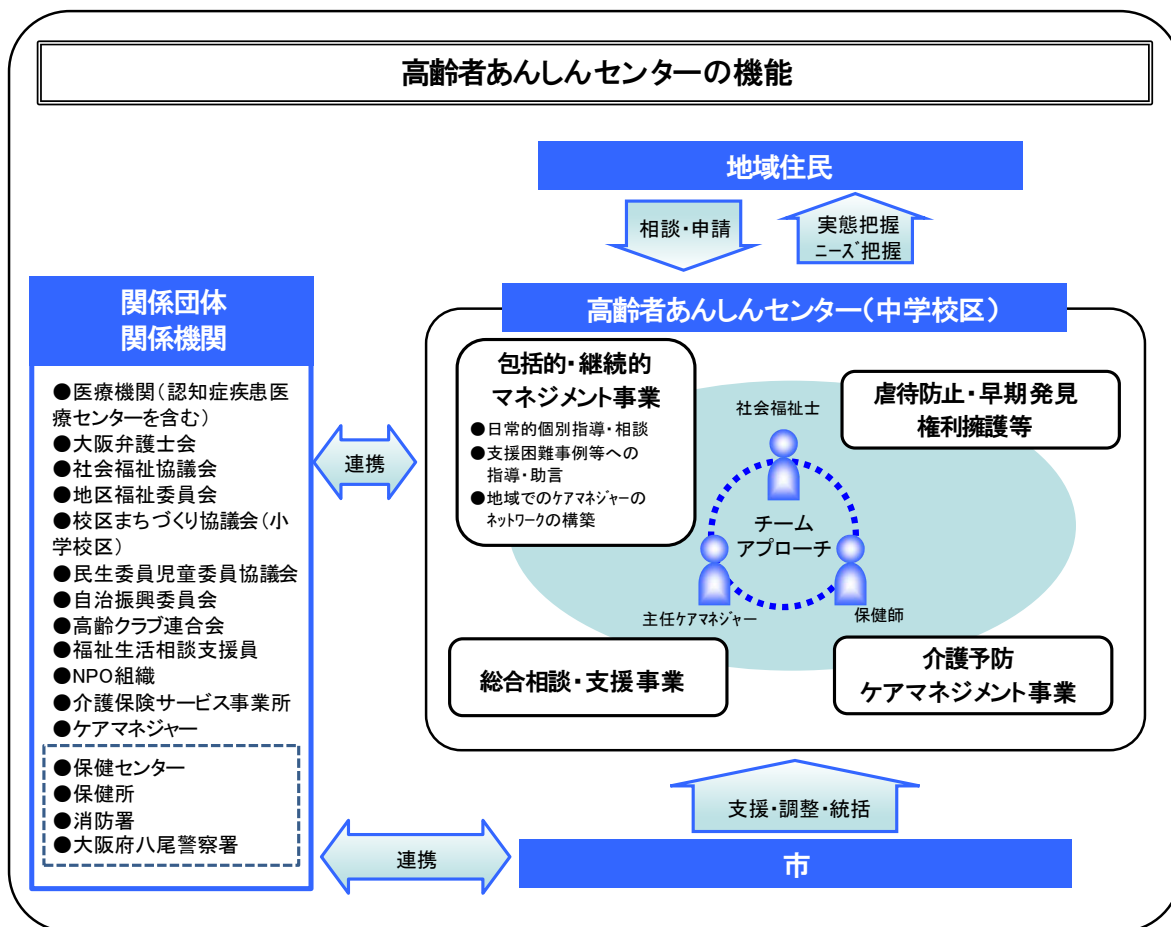 高齢者あんしんセンターの機能
地域住民
相談・申請
実態把握
ニーズ把握
関係団体
関係機関
●医療機関（認知症疾患医
療センターを含む）
●大阪弁護士会
●社会福祉協議会
●地区福祉委員会
●校区まちづくり協議会（小
学校区）
●民生委員児童委員協議会
●自治振興委員会
●高齢クラブ連合会
●福祉生活相談支援員
●NPO組織
●介護保険サービス事業所
●ケアマネジャー
●保健センター
●保健所
●消防署
●大阪府八尾警察署
連携
連携
高齢者あんしんセンター（中学校区）
包括的・継続的
マネジメント事業
●日常的個別指導・相談
●支援困難事例等への
指導・助言
●地域でのケアマネジャーの
ネットワークの構築
虐待防止・早期発見
権利擁護等
社会福祉士
チーム
アプローチ
主任ケアマネジャー
保健師
総合相談・支援事業
介護予防
ケアマネジメント事業
支援・調整・統括
市